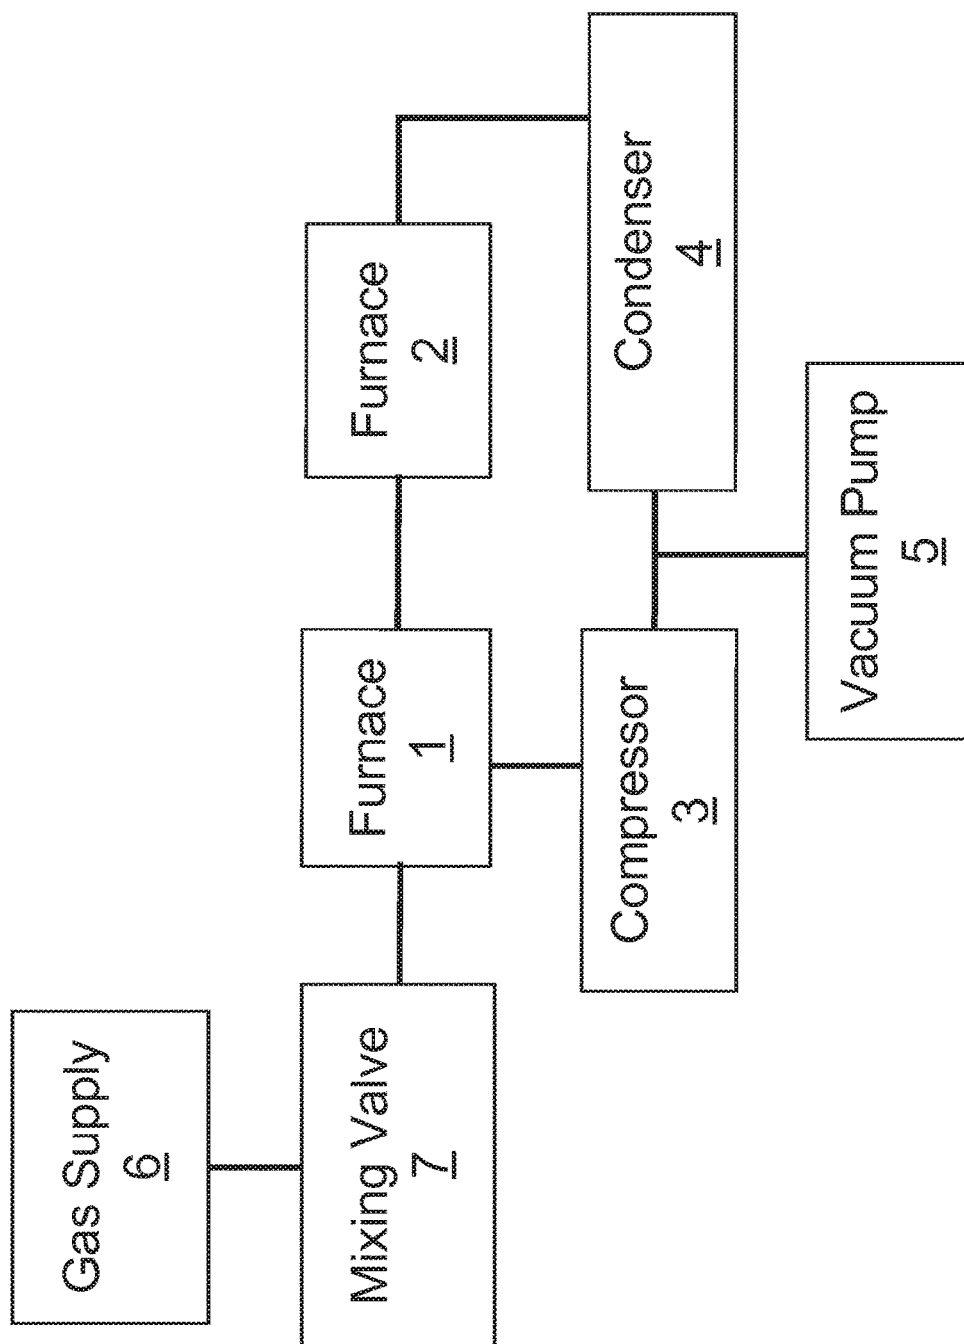 Gas Supply
6
Mixing Valve
7
Furnace
1
Furnace
2
Compressor
3
Condenser
4
Vacuum Pump
5